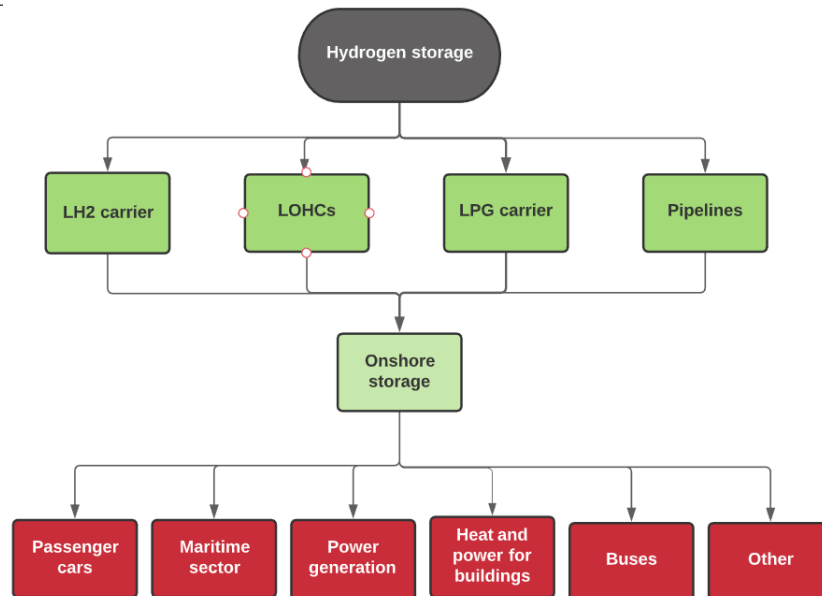 Hydrogen storage
LH2 carrier
LOHCs
LPG carrier
Pipelines
Onshore
storage
Passenger
cars
Maritime
sector
Power
generation
Heat and
power for
buildings
Buses
Other